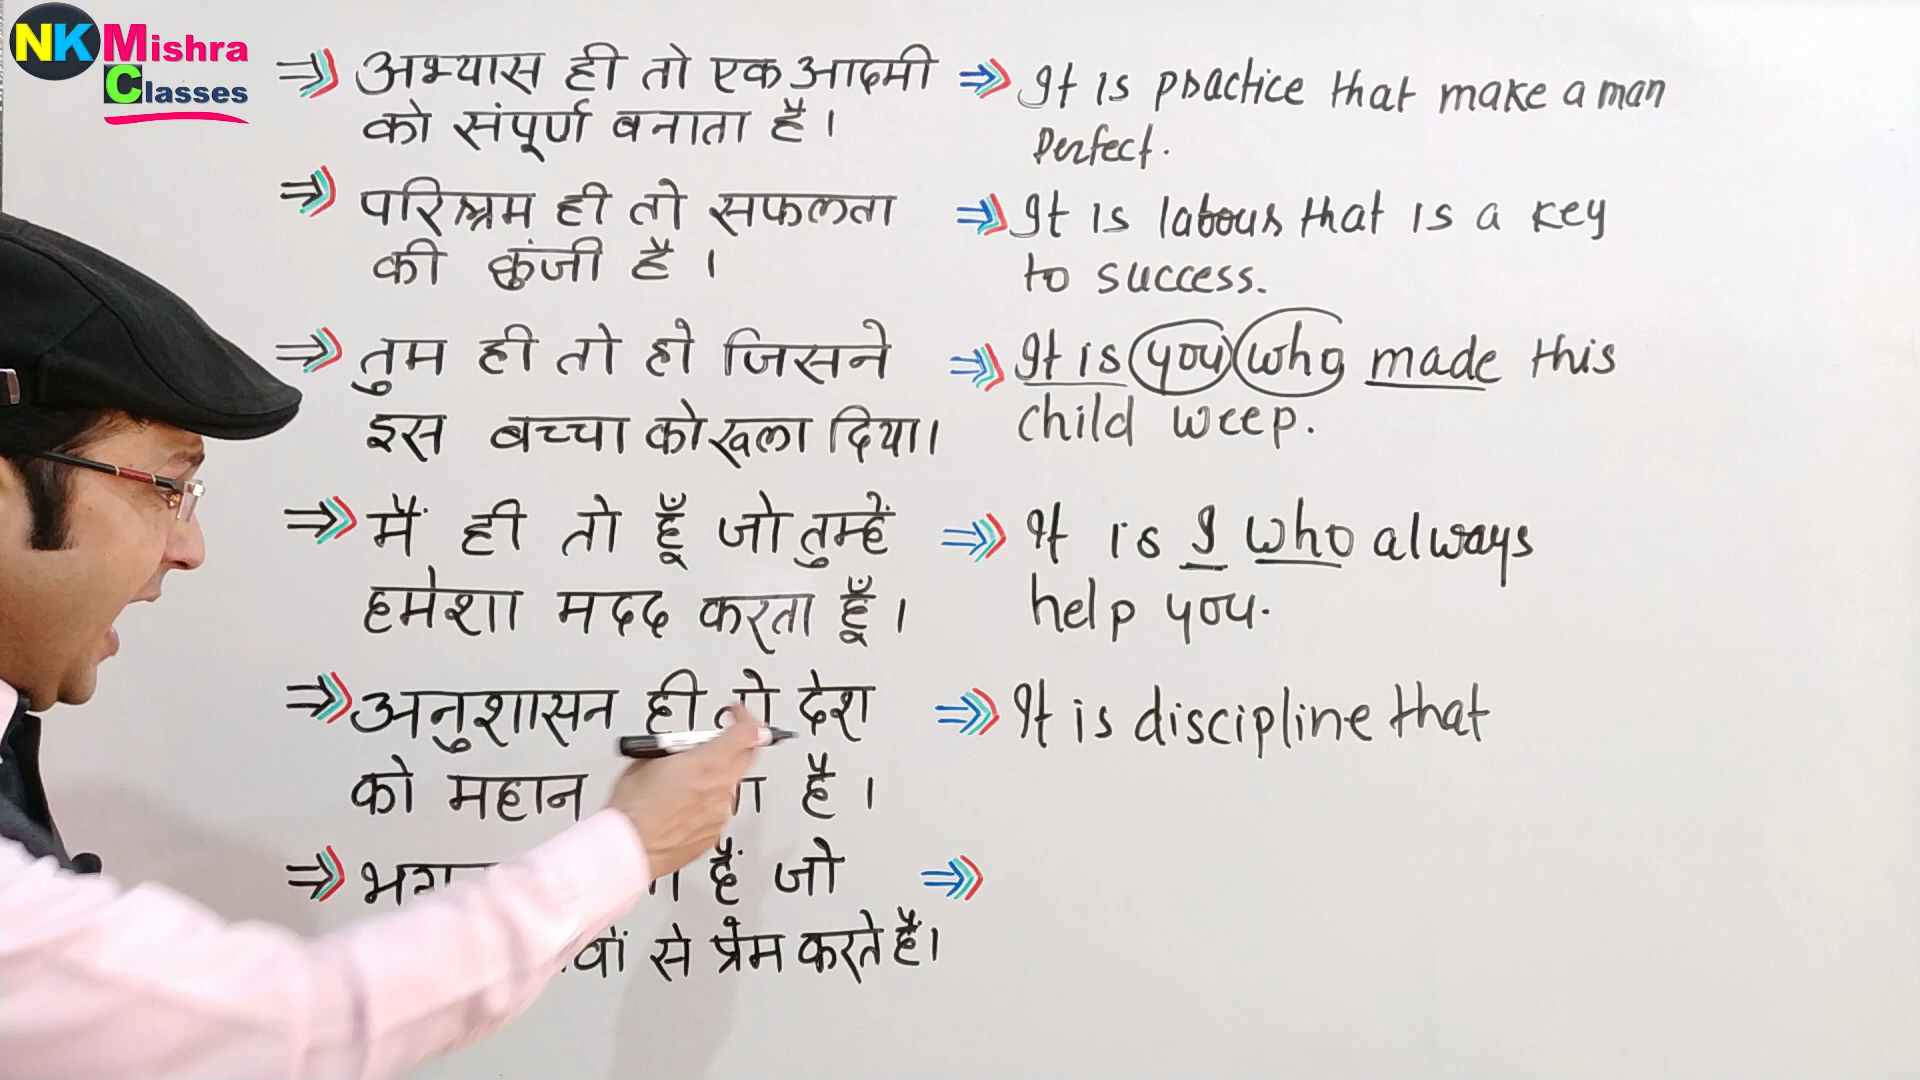 NK Mishra
Classes
अभ्यास ही तो एक आदमी
को संपूर्ण बनाता है।
It is practice that make a man
perfect.
परिश्रम ही तो सफलता
की कुंजी है।
It is labour that is a key
to success.
तुम ही तो हो जिसने
इस बच्चा को रूला दिया।
It is you who made this
child weep.
मैं ही तो हूँ जो तुम्हें
हमेशा मदद करता हूँ।
It is I who always
help you.
अनुशासन ही तो देश
को महान है।
It is discipline that
हैं जो
से प्रेम करते हैं।